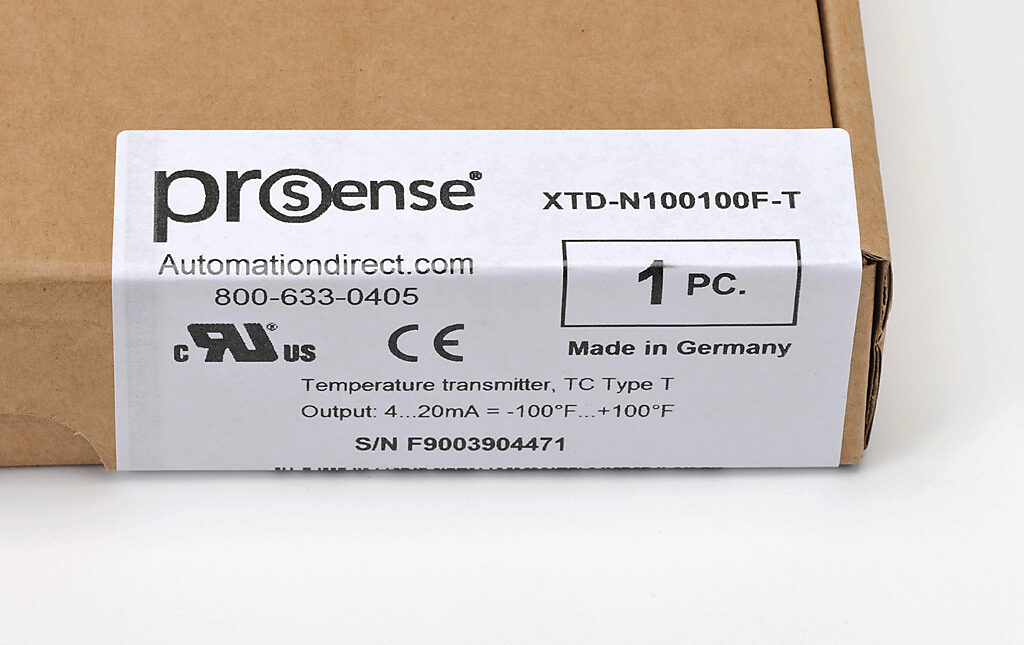 prosense®
XTD-N100100F-T
Automationdirect.com
800-633-0405
1 PC.
c RU® US
CE
Made in Germany
Temperature transmitter, TC Type T
Output: 4...20mA = -100°F...+100°F
S/N F9003904471